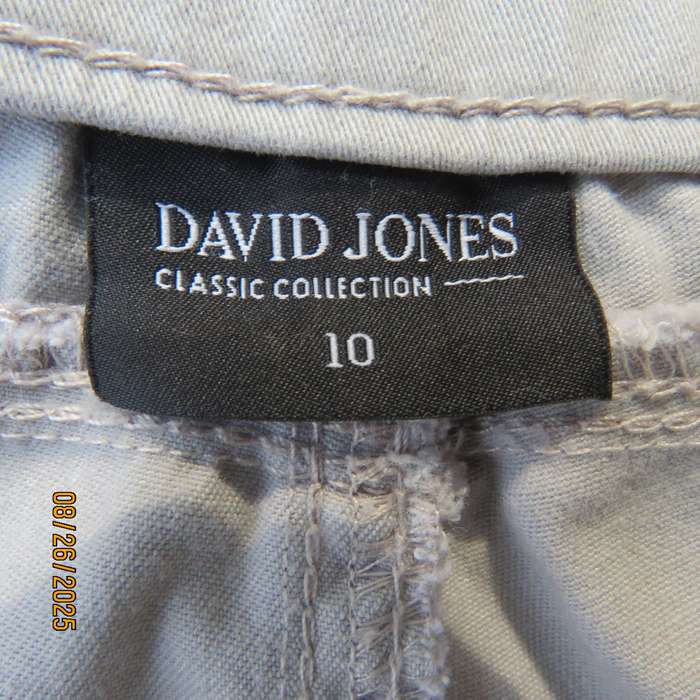 DAVID JONES
CLASSIC COLLECTION
10
08/26/2025